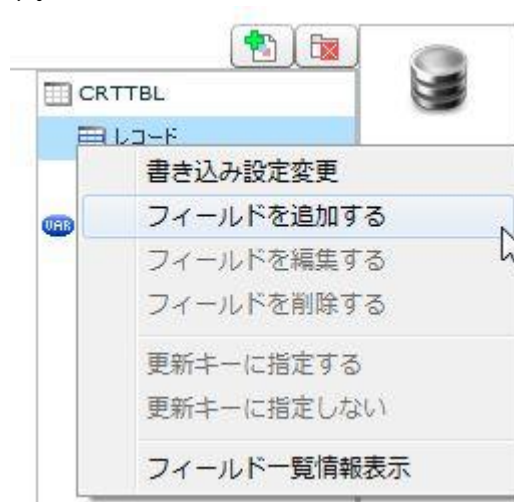 CRTTBL
レコード
書き込み設定変更
VAR
フィールドを追加する
フィールドを編集する
フィールドを削除する
更新キーに指定する
更新キーに指定しない
フィールド一覧情報表示